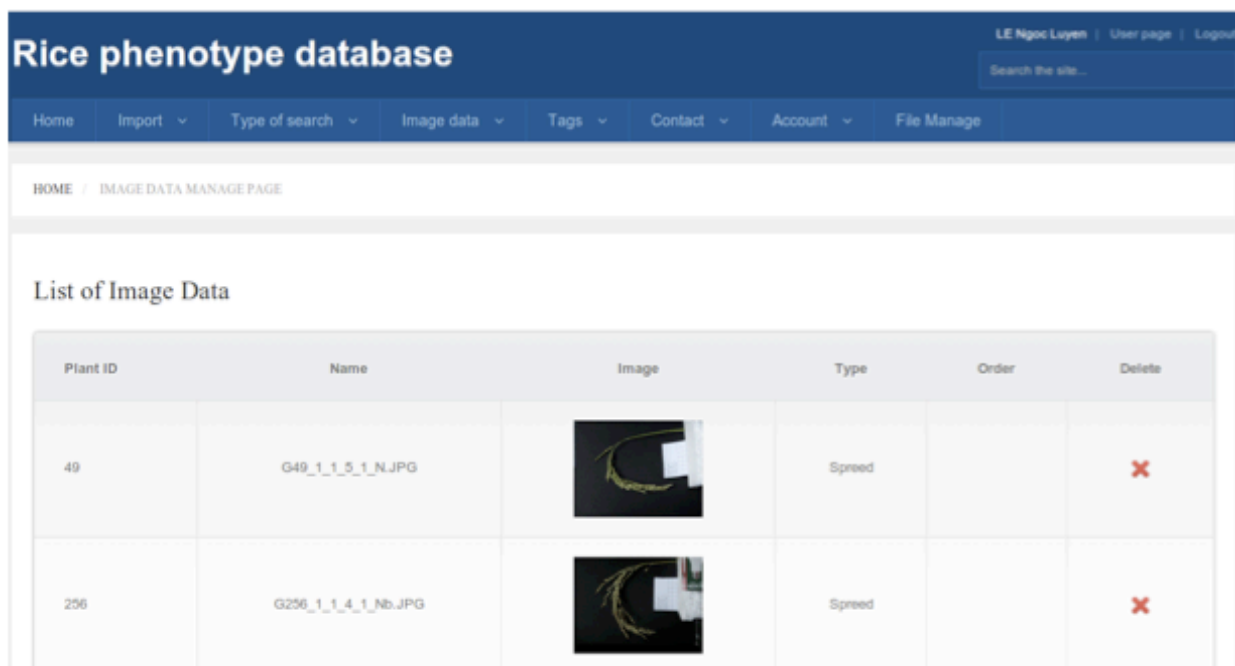 LE Ngoc Luyen | User page | Logout
Rice phenotype database
Search the site...
Home Import Type of search Image data Tags Contact Account File Manage
HOME / IMAGE DATA MANAGE PAGE
List of Image Data
Plant ID Name Image Type Order Delete
49 G49_1_1_5_1_N.JPG Spreed
256 G256_1_1_4_1_Nb.JPG Spreed